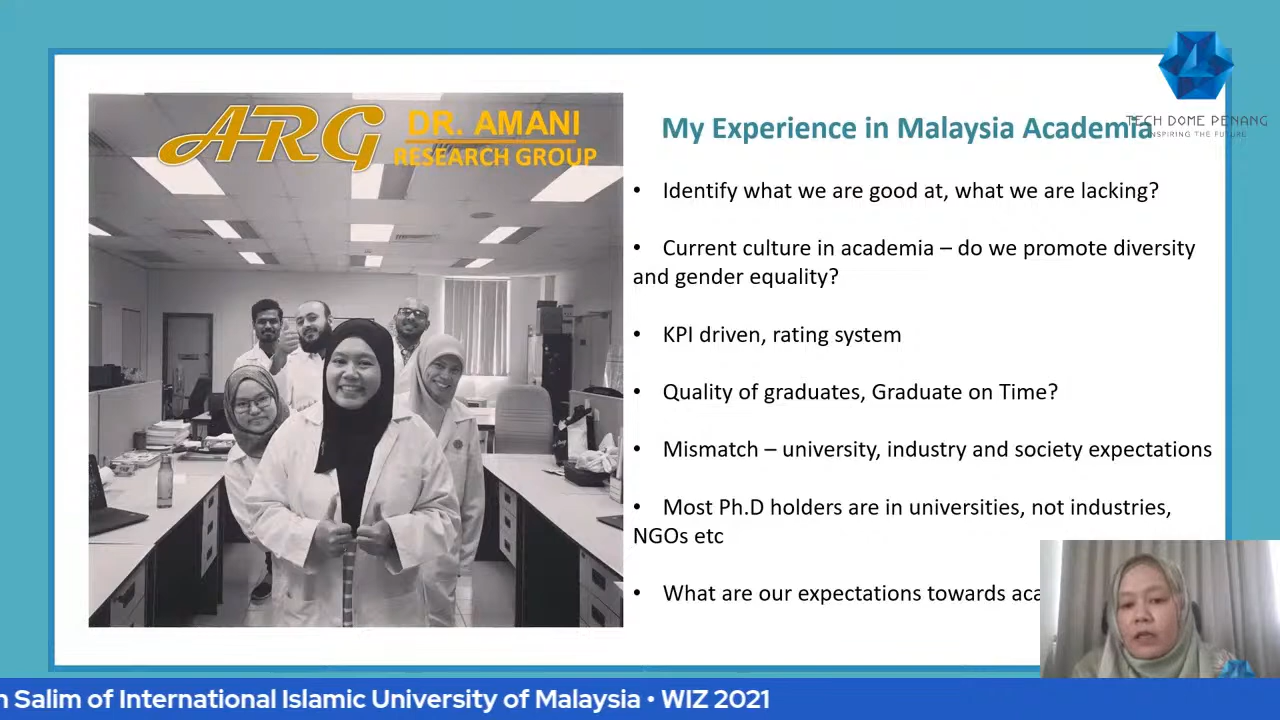 ARG
DR. AMANI
RESEARCH GROUP
TECH DOME PENANG
INSPIRING THE FUTURE
My Experience in Malaysia Academia
• Identify what we are good at, what we are lacking?
• Current culture in academia – do we promote diversity
and gender equality?
• KPI driven, rating system
• Quality of graduates, Graduate on Time?
• Mismatch – university, industry and society expectations
• Most Ph.D holders are in universities, not industries,
NGOs etc
• What are our expectations towards aca
n Salim of International Islamic University of Malaysia • WIZ 2021